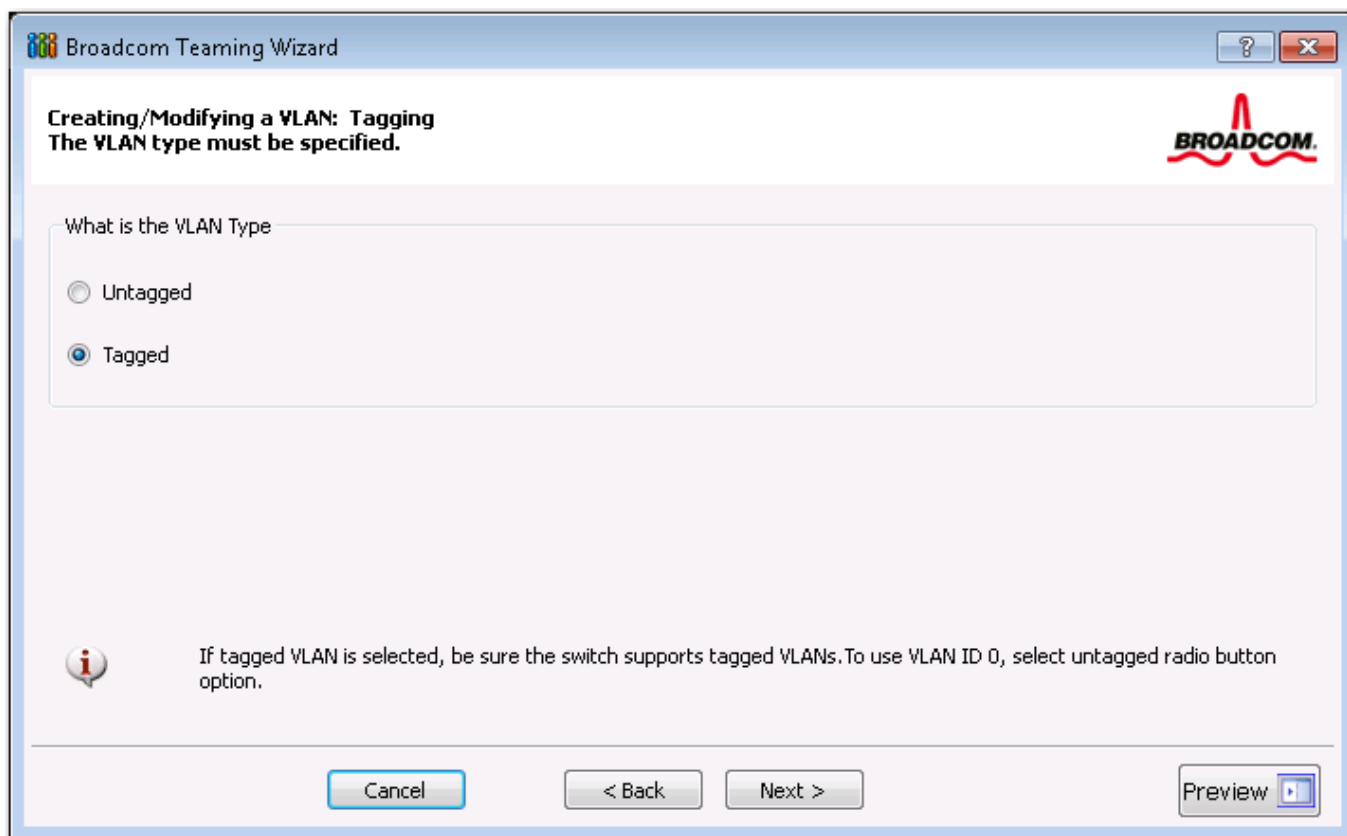 Broadcom Teaming Wizard
?
Creating/Modifying a VLAN: Tagging
The VLAN type must be specified.
BROADCOM.
What is the VLAN Type
Untagged
Tagged
If tagged VLAN is selected, be sure the switch supports tagged VLANs.To use VLAN ID 0, select untagged radio button
option.
Cancel
< Back
Next >
Preview